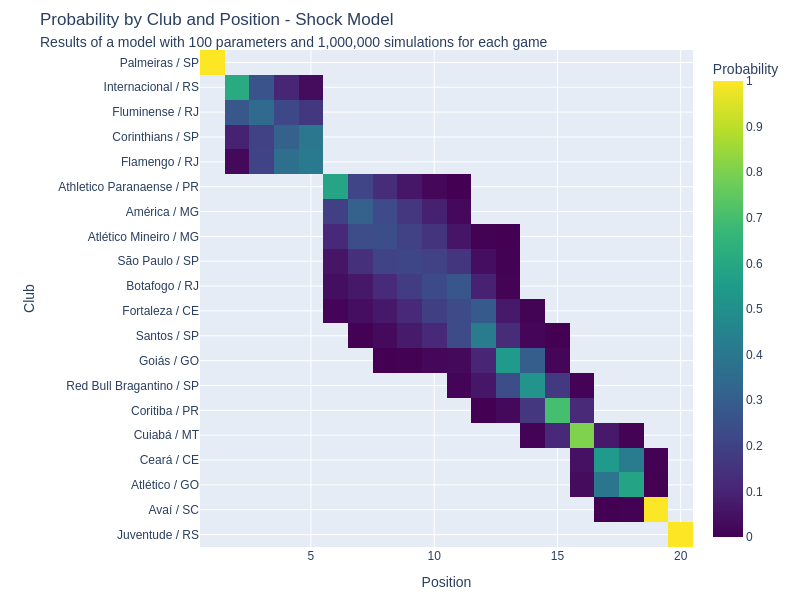 Probability by Club and Position - Shock Model
Results of a model with 100 parameters and 1,000,000 simulations for each game
Probability
Palmeiras / SP
Internacional / RS
Fluminense / RJ
Corinthians / SP
Flamengo / RJ
Athletico Paranaense / PR
América / MG
Atlético Mineiro / MG
São Paulo / SP
Botafogo / RJ
Fortaleza / CE
Santos / SP
Goiás / GO
Red Bull Bragantino / SP
Coritiba / PR
Cuiabá / MT
Ceará / CE
Atlético / GO
Avaí / SC
Juventude / RS
Club
5
10
15
20
Position
1
0.9
0.8
0.7
0.6
0.5
0.4
0.3
0.2
0.1
0